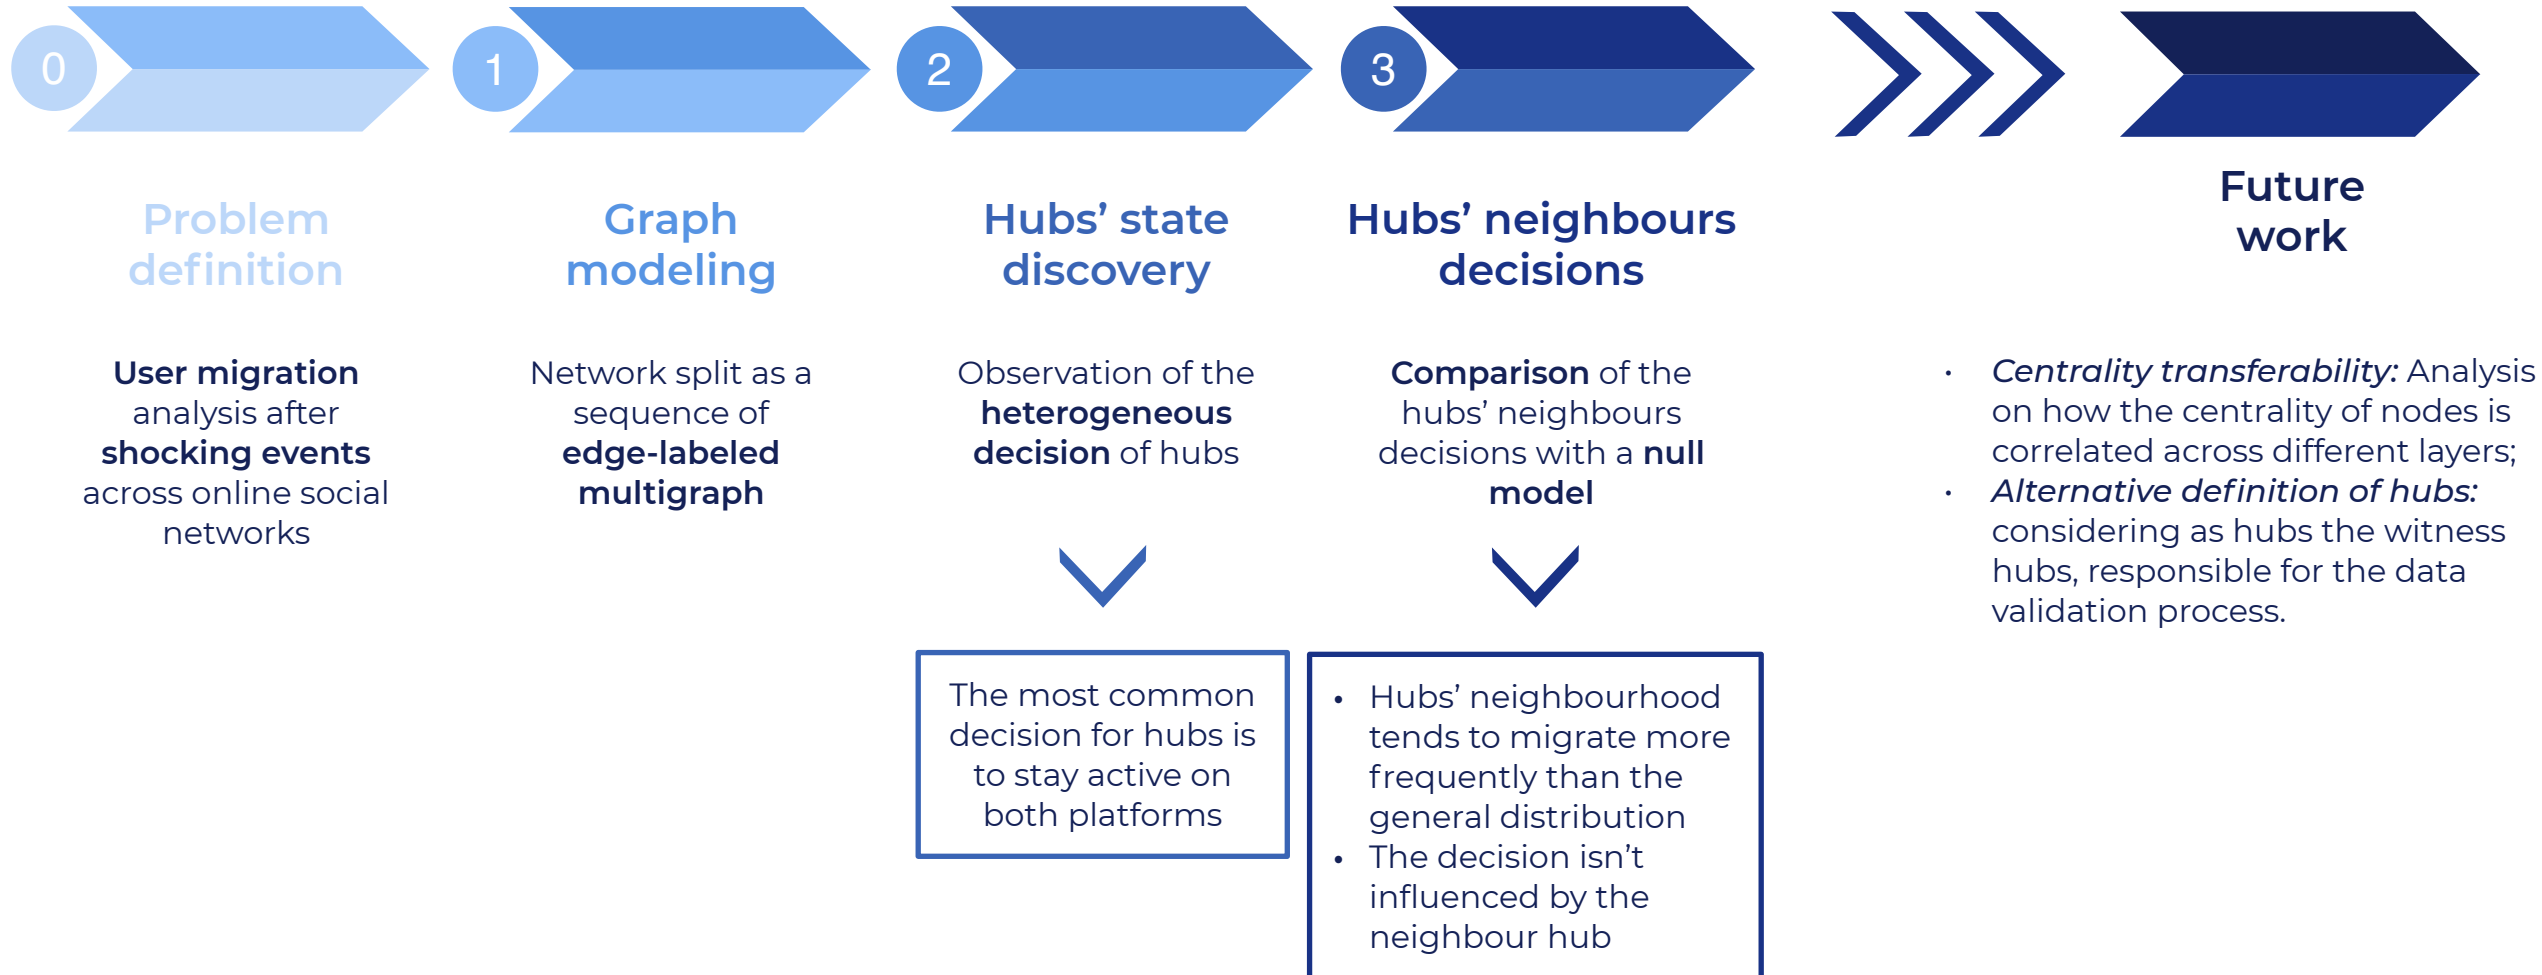 0
1
2
3
Problem
definition
User migration
analysis after
shocking events
across online social
networks
Graph
modeling
Network split as a
sequence of
edge-labeled
multigraph
Hubs’ state
discovery
Observation of the
heterogeneous
decision of hubs
The most common
decision for hubs is
to stay active on
both platforms
Hubs’ neighbours
decisions
Comparison of the
hubs’ neighbours
decisions with a null
model
• Hubs’ neighbourhood
tends to migrate more
frequently than the
general distribution
• The decision isn’t
influenced by the
neighbour hub
Future
work
• Centrality transferability: Analysis
on how the centrality of nodes is
correlated across different layers;
• Alternative definition of hubs:
considering as hubs the witness
hubs, responsible for the data
validation process.